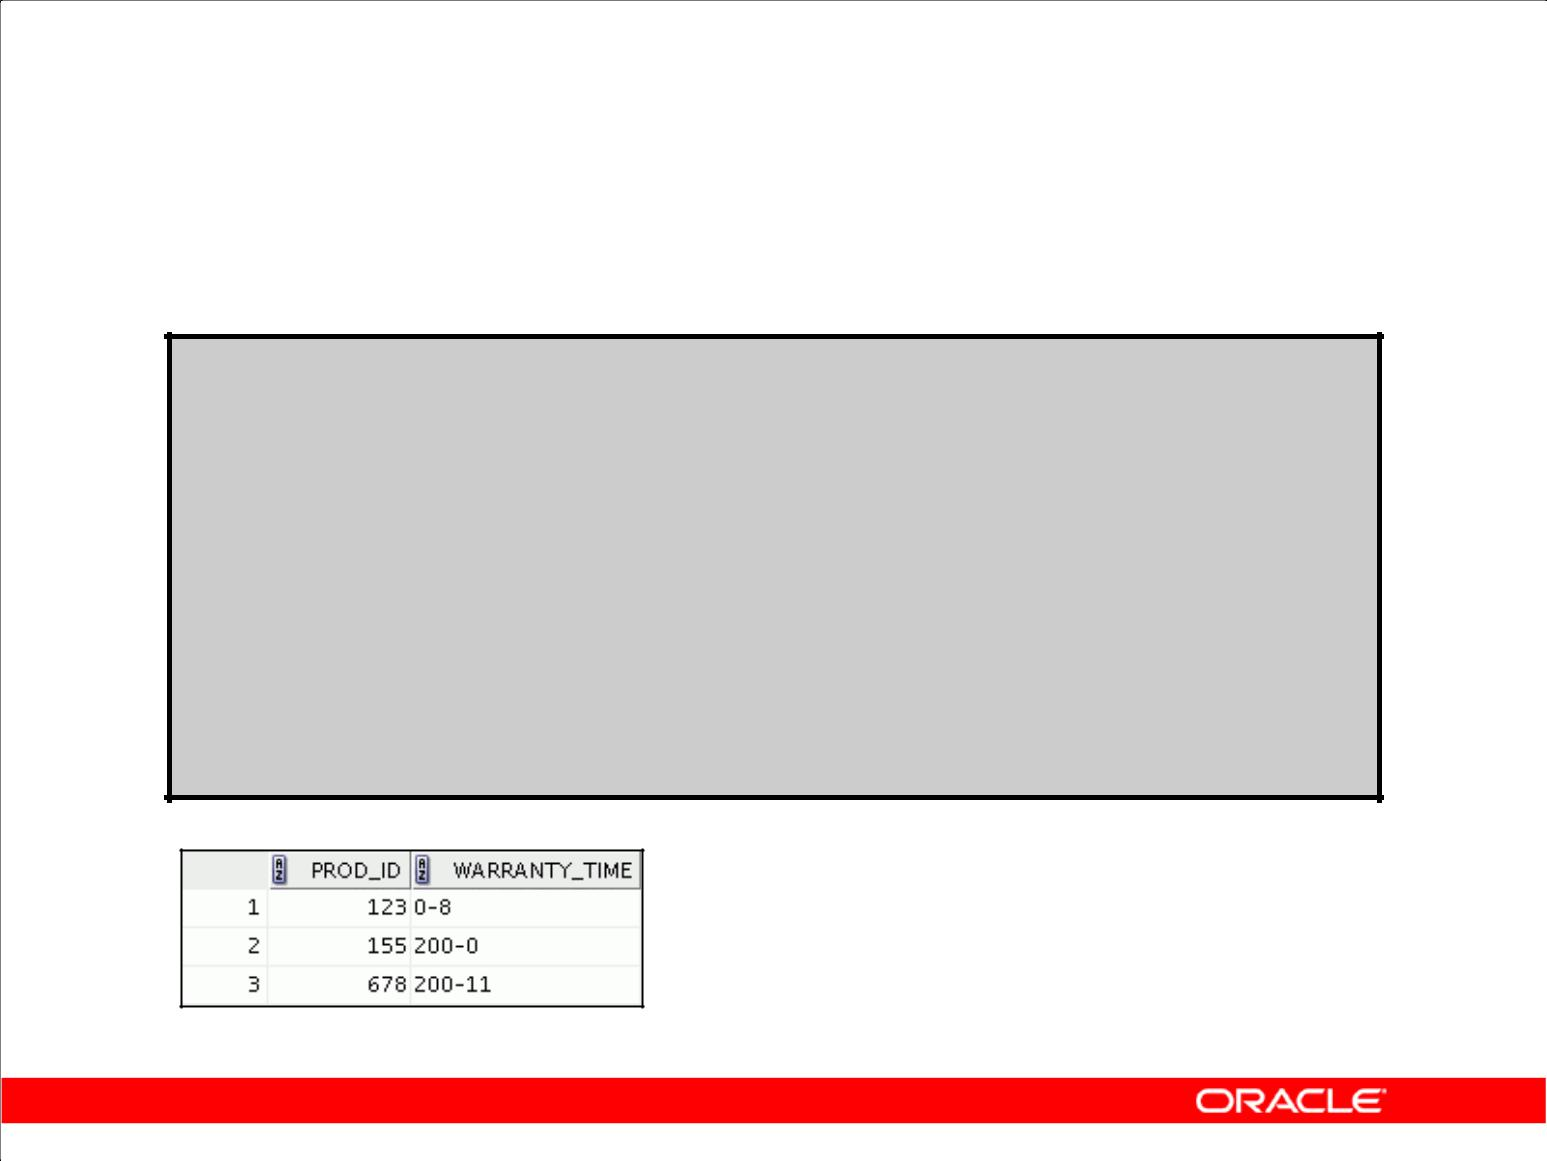 PROD_ID WARRANTY_TIME
1 123 0-8
2 155 200-0
3 678 200-11
ORACLE